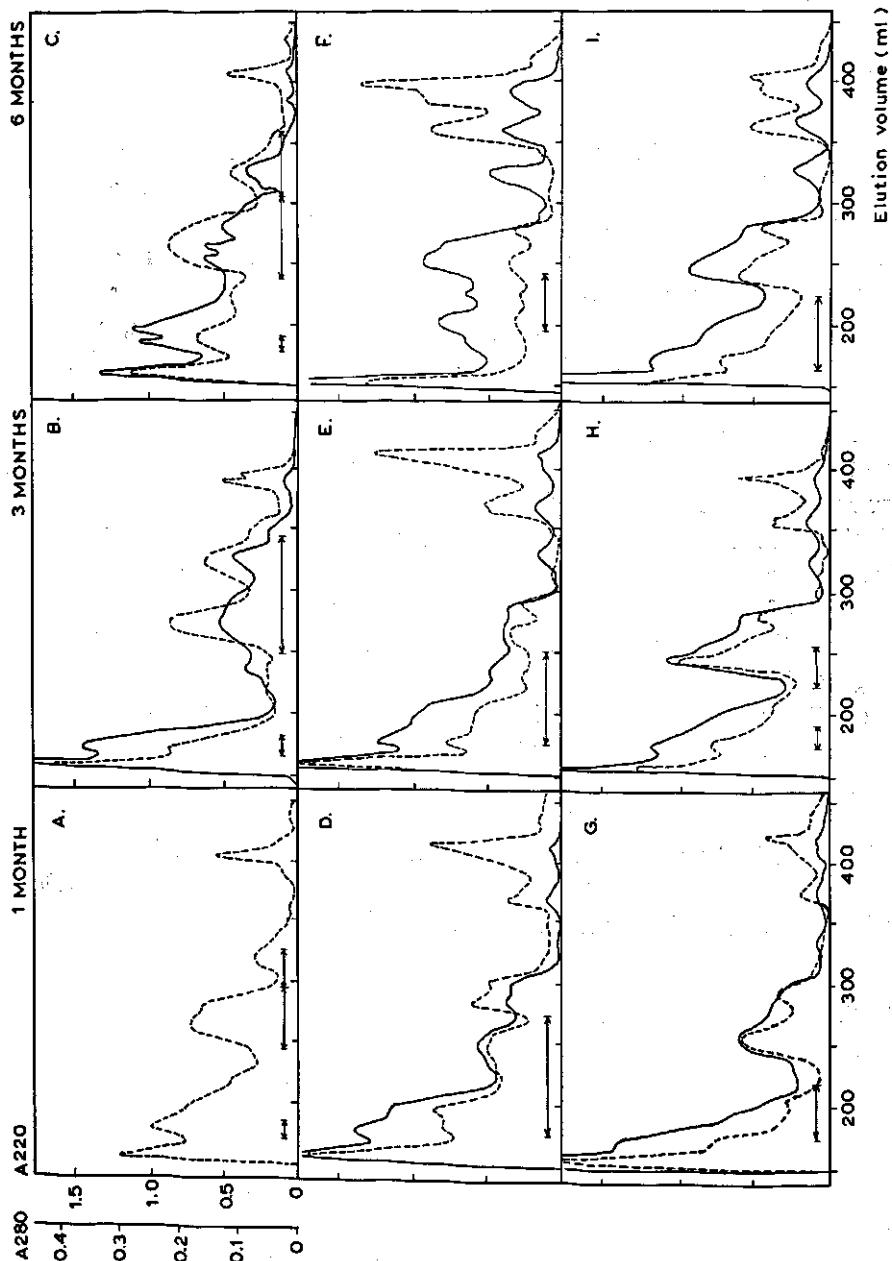 1 MONTH
3 MONTHS
6 MONTHS
A280
A220
0.4
0.3
0.2
0.1
0
1.5
1.0
0.5
0
A.
B.
C.
D.
E.
F.
G.
H.
I.
200
300
400
200
300
400
200
300
400
Elution volume (ml)